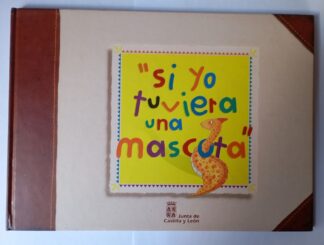 "si yo
tuviera
una
mascota"
Junta de
Castilla y León